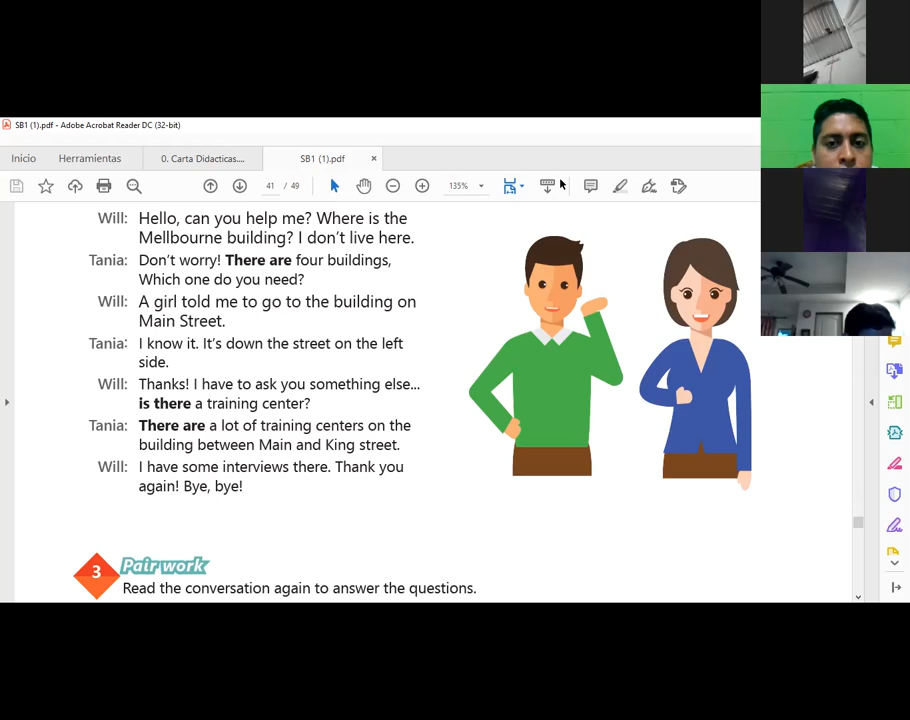 SB1 (1).pdf - Adobe Acrobat Reader DC (32-bit)
Inicio Herramientas 0. Carta Didacticas.... SB1 (1).pdf ×
41 / 49 135%
Will: Hello, can you help me? Where is the
Mellbourne building? I don't live here.
Tania: Don't worry! There are four buildings,
Which one do you need?
Will: A girl told me to go to the building on
Main Street.
Tania: I know it. It's down the street on the left
side.
Will: Thanks! I have to ask you something else...
is there a training center?
Tania: There are a lot of training centers on the
building between Main and King street.
Will: I have some interviews there. Thank you
again! Bye, bye!
3 Pair work
Read the conversation again to answer the questions.